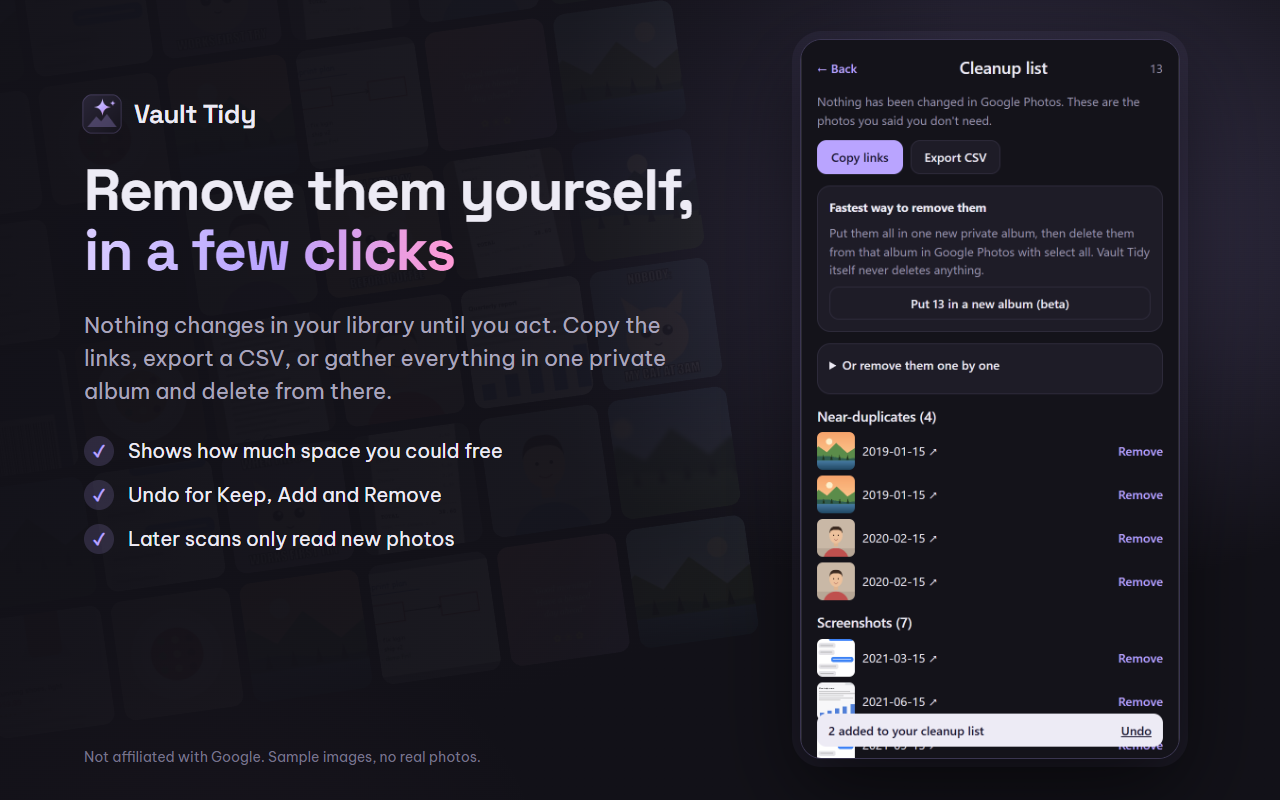 Vault Tidy
Remove them yourself,
in a few clicks
Nothing changes in your library until you act. Copy the
links, export a CSV, or gather everything in one private
album and delete from there.
✓ Shows how much space you could free
✓ Undo for Keep, Add and Remove
✓ Later scans only read new photos
Not affiliated with Google. Sample images, no real photos.
← Back
Cleanup list
13
Nothing has been changed in Google Photos. These are the
photos you said you don't need.
Copy links
Export CSV
Fastest way to remove them
Put them all in one new private album, then delete them
from that album in Google Photos with select all. Vault Tidy
itself never deletes anything.
Put 13 in a new album (beta)
▶ Or remove them one by one
Near-duplicates (4)
2019-01-15 ↗ Remove
2019-01-15 ↗ Remove
2020-02-15 ↗ Remove
2020-02-15 ↗ Remove
Screenshots (7)
2021-03-15 ↗ Remove
2021-06-15 ↗ Remove
2 added to your cleanup list
Undo